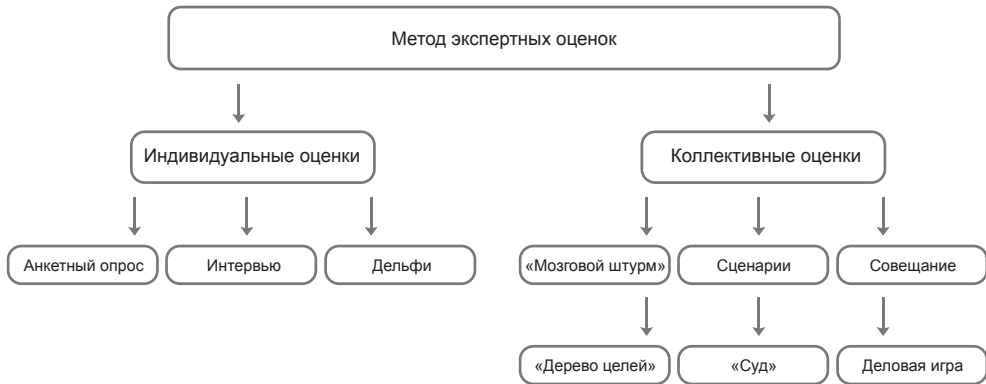 Метод экспертных оценок
Индивидуальные оценки
Коллективные оценки
Анкетный опрос
Интервью
Дельфи
«Мозговой штурм»
Сценарии
Совещание
«Дерево целей»
«Суд»
Деловая игра